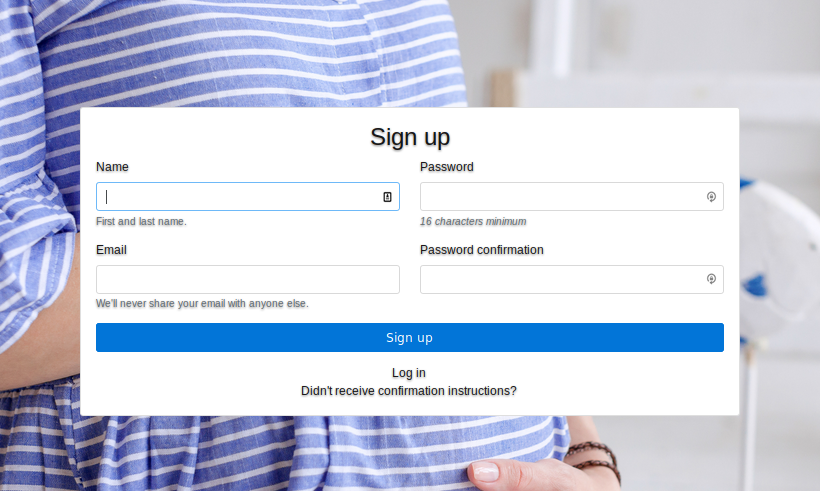 Sign up
Name
First and last name.
Email
We'll never share your email with anyone else.
Password
16 characters minimum
Password confirmation
Sign up
Log in
Didn't receive confirmation instructions?